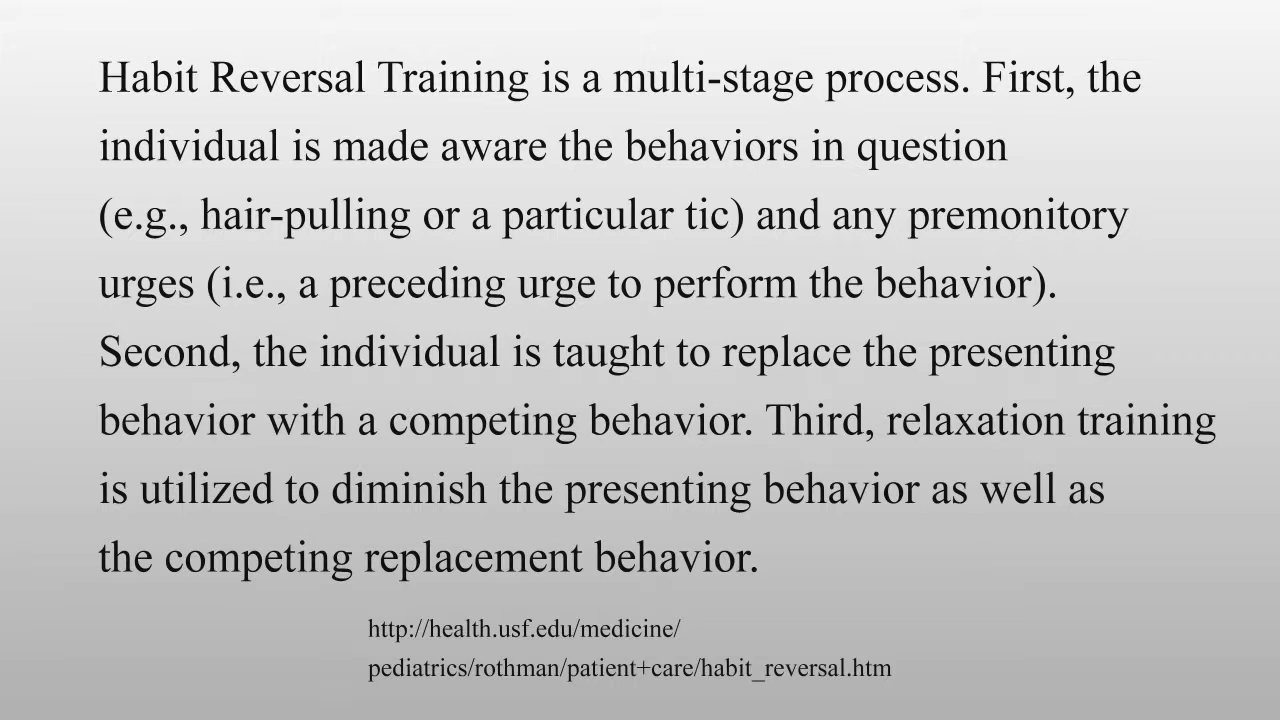 Habit Reversal Training is a multi-stage process. First, the
individual is made aware the behaviors in question
(e.g., hair-pulling or a particular tic) and any premonitory
urges (i.e., a preceding urge to perform the behavior).
Second, the individual is taught to replace the presenting
behavior with a competing behavior. Third, relaxation training
is utilized to diminish the presenting behavior as well as
the competing replacement behavior.
http://health.usf.edu/medicine/
pediatrics/rothman/patient+care/habit_reversal.htm